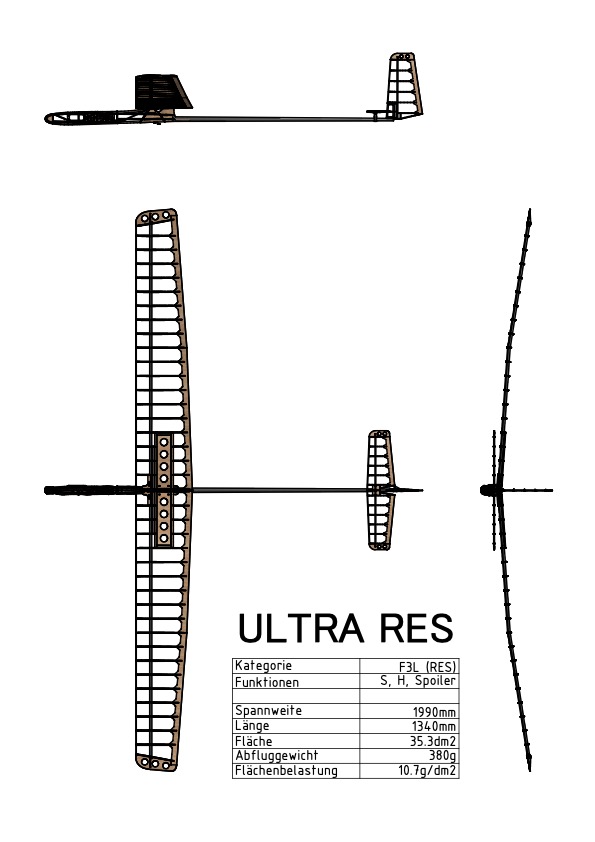 ULTRA RES
Kategorie F3L (RES)
Funktionen S, H, Spoiler
Spannweite 1990mm
Länge 1340mm
Fläche 35.3dm2
Abfluggewicht 380g
Flächenbelastung 10.7g/dm2